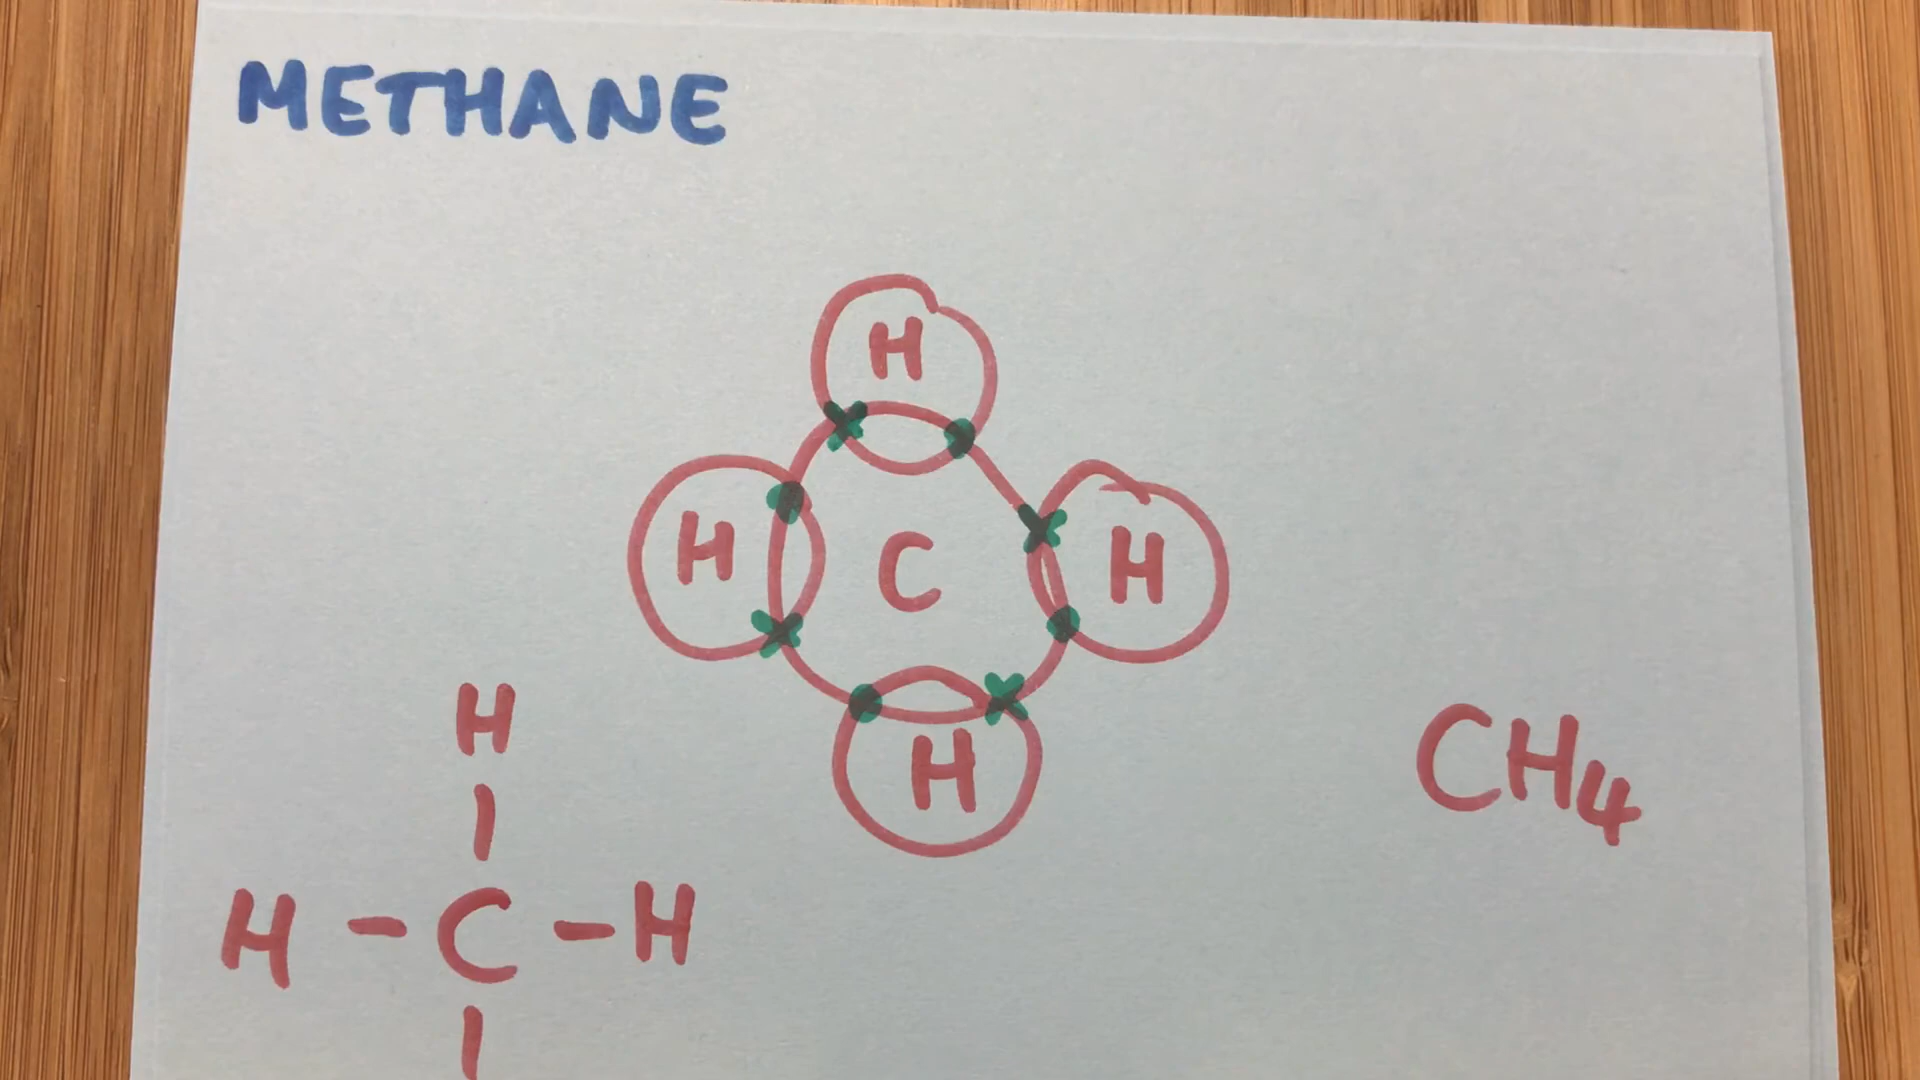 METHANE
H
H C H
H
CH4
H
H - C - H